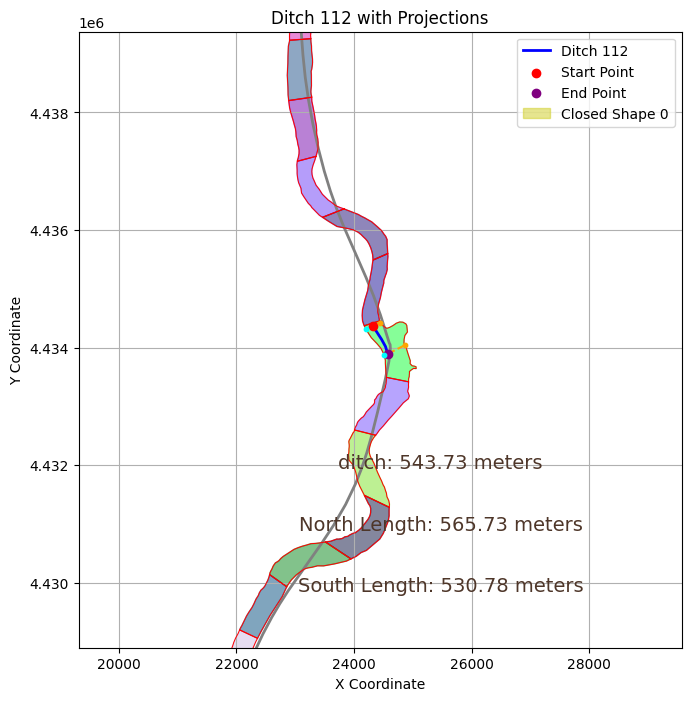 Ditch 112 with Projections
1e6
Ditch 112
Start Point
End Point
Closed Shape 0
4.438
4.436
4.434
4.432
4.430
Y Coordinate
ditch: 543.73 meters
North Length: 565.73 meters
South Length: 530.78 meters
20000 22000 24000 26000 28000
X Coordinate